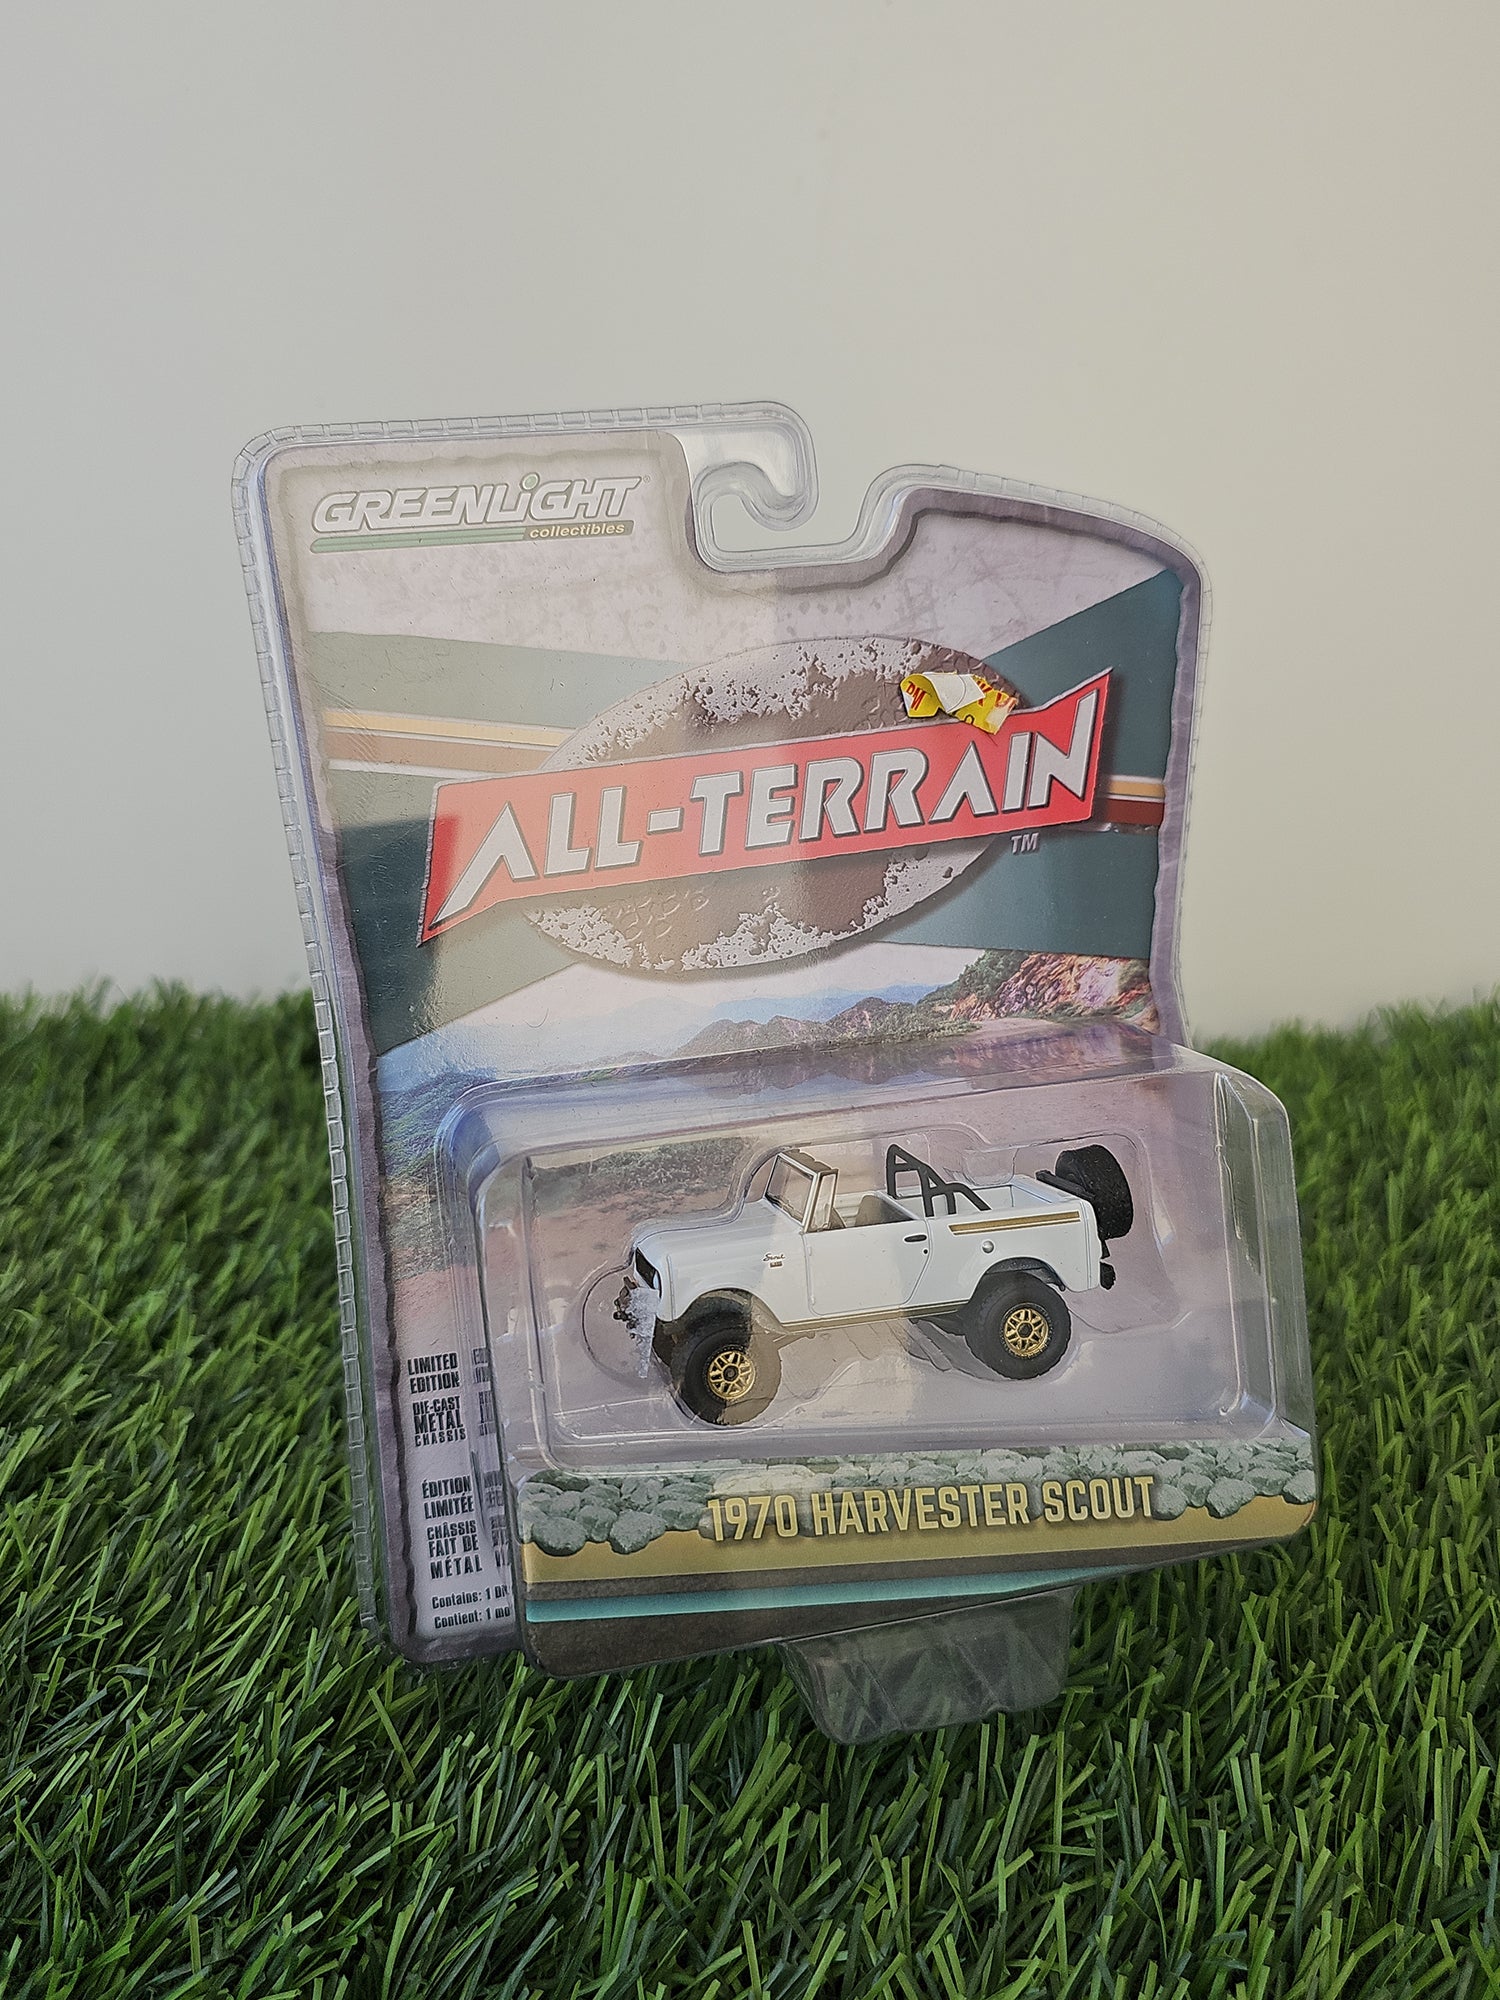 GREENLiGHT®
collectibles
ALL-TERRAIN
TM
Scout
LIMITED
EDITION
DIE-CAST
METAL
CHASSIS
ÉDITION
LIMITÉE
CHÂSSIS
FAIT DE
MÉTAL
Contains: 1
Contient: 1
1970 HARVESTER SCOUT